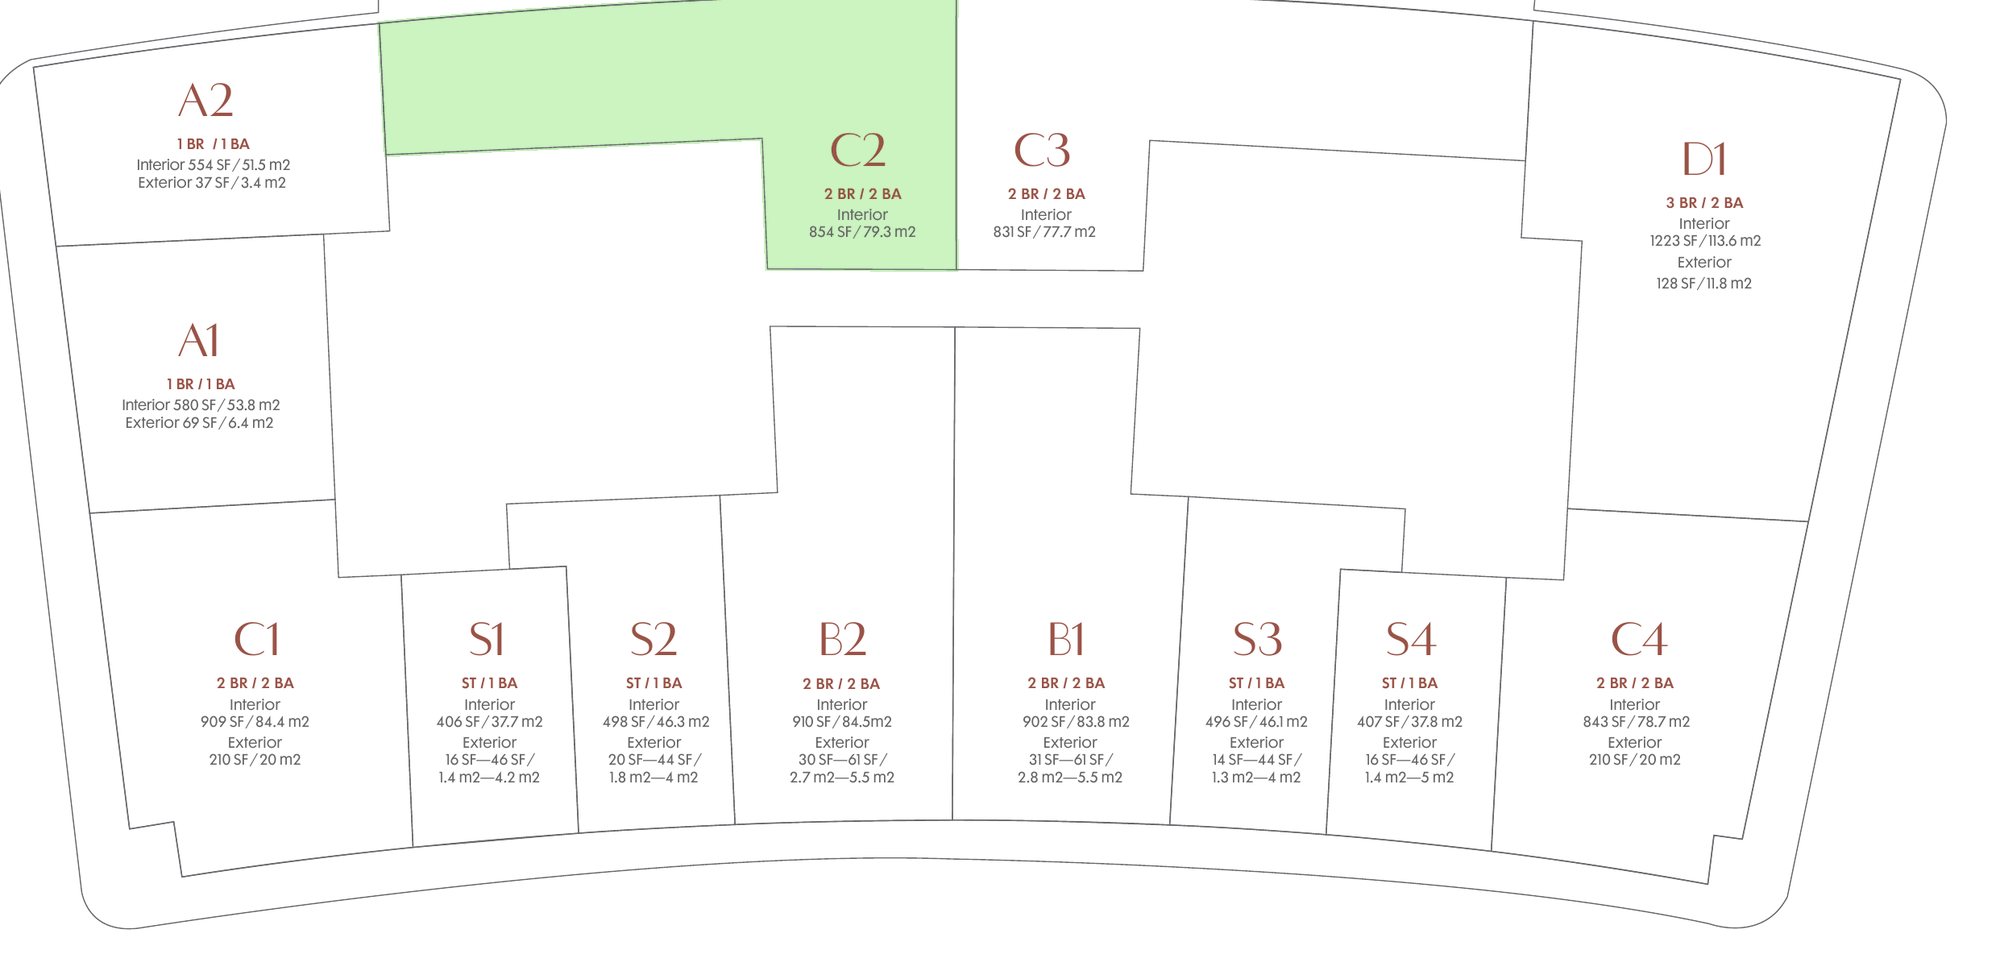 A2
1 BR / 1 BA
Interior 554 SF/51.5 m2
Exterior 37 SF/3.4 m2
C2
2 BR / 2 BA
Interior
854 SF/79.3 m2
C3
2 BR / 2 BA
Interior
831 SF/77.7 m2
D1
3 BR / 2 BA
Interior
1223 SF/113.6 m2
Exterior
128 SF/11.8 m2
A1
1 BR / 1 BA
Interior 580 SF/53.8 m2
Exterior 69 SF/6.4 m2
C1
2 BR / 2 BA
Interior
909 SF/84.4 m2
Exterior
210 SF/20 m2
S1
ST / 1 BA
Interior
406 SF/37.7 m2
Exterior
16 SF—46 SF/
1.4 m2—4.2 m2
S2
ST / 1 BA
Interior
498 SF/46.3 m2
Exterior
20 SF—44 SF/
1.8 m2—4 m2
B2
2 BR / 2 BA
Interior
910 SF/84.5m2
Exterior
30 SF—61 SF/
2.7 m2—5.5 m2
B1
2 BR / 2 BA
Interior
902 SF/83.8 m2
Exterior
31 SF—61 SF/
2.8 m2—5.5 m2
S3
ST / 1 BA
Interior
496 SF/46.1 m2
Exterior
14 SF—44 SF/
1.3 m2—4 m2
S4
ST / 1 BA
Interior
407 SF/37.8 m2
Exterior
16 SF—46 SF/
1.4 m2—5 m2
C4
2 BR / 2 BA
Interior
843 SF/78.7 m2
Exterior
210 SF/20 m2